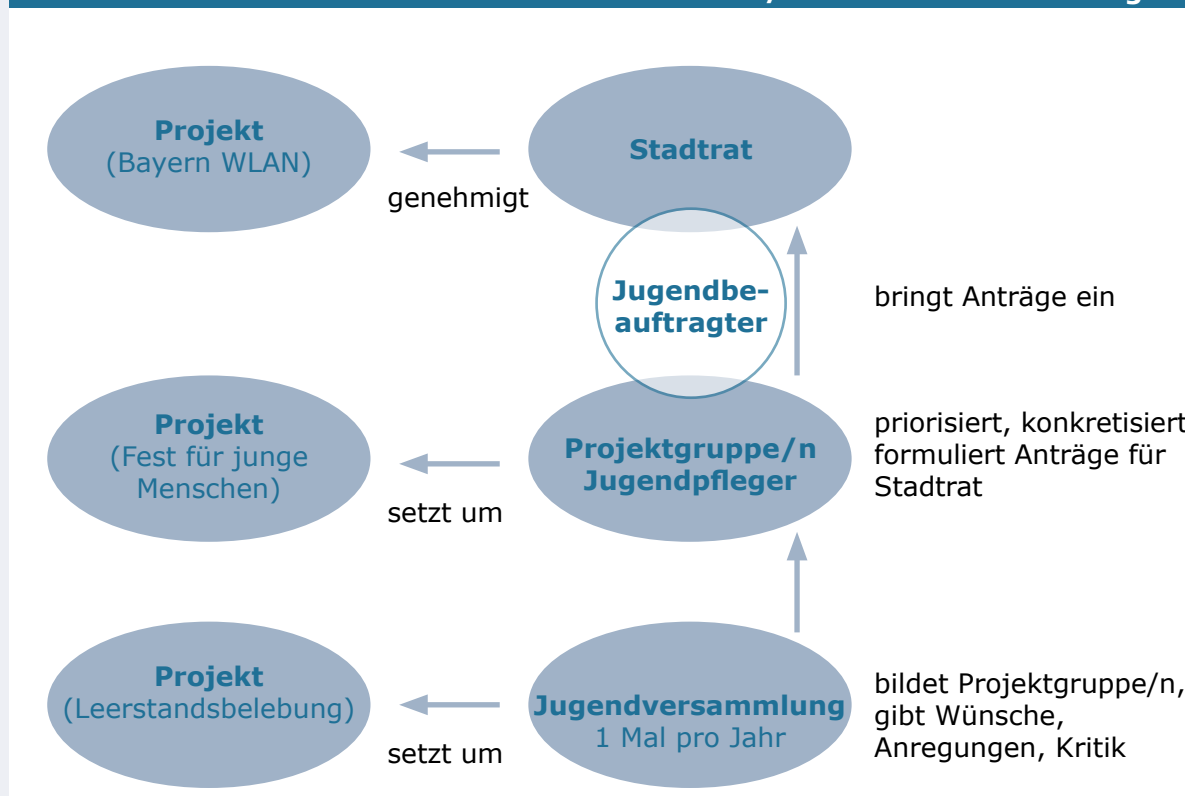 Projekt
(Bayern WLAN)
genehmigt
Stadtrat
Jugendbe-
auftragter
bringt Anträge ein
Projekt
(Fest für junge
Menschen)
setzt um
Projektgruppe/n
Jugendpfleger
priorisiert, konkretisiert
formuliert Anträge für
Stadtrat
Projekt
(Leerstandsbelebung)
setzt um
Jugendversammlung
1 Mal pro Jahr
bildet Projektgruppe/n,
gibt Wünsche,
Anregungen, Kritik